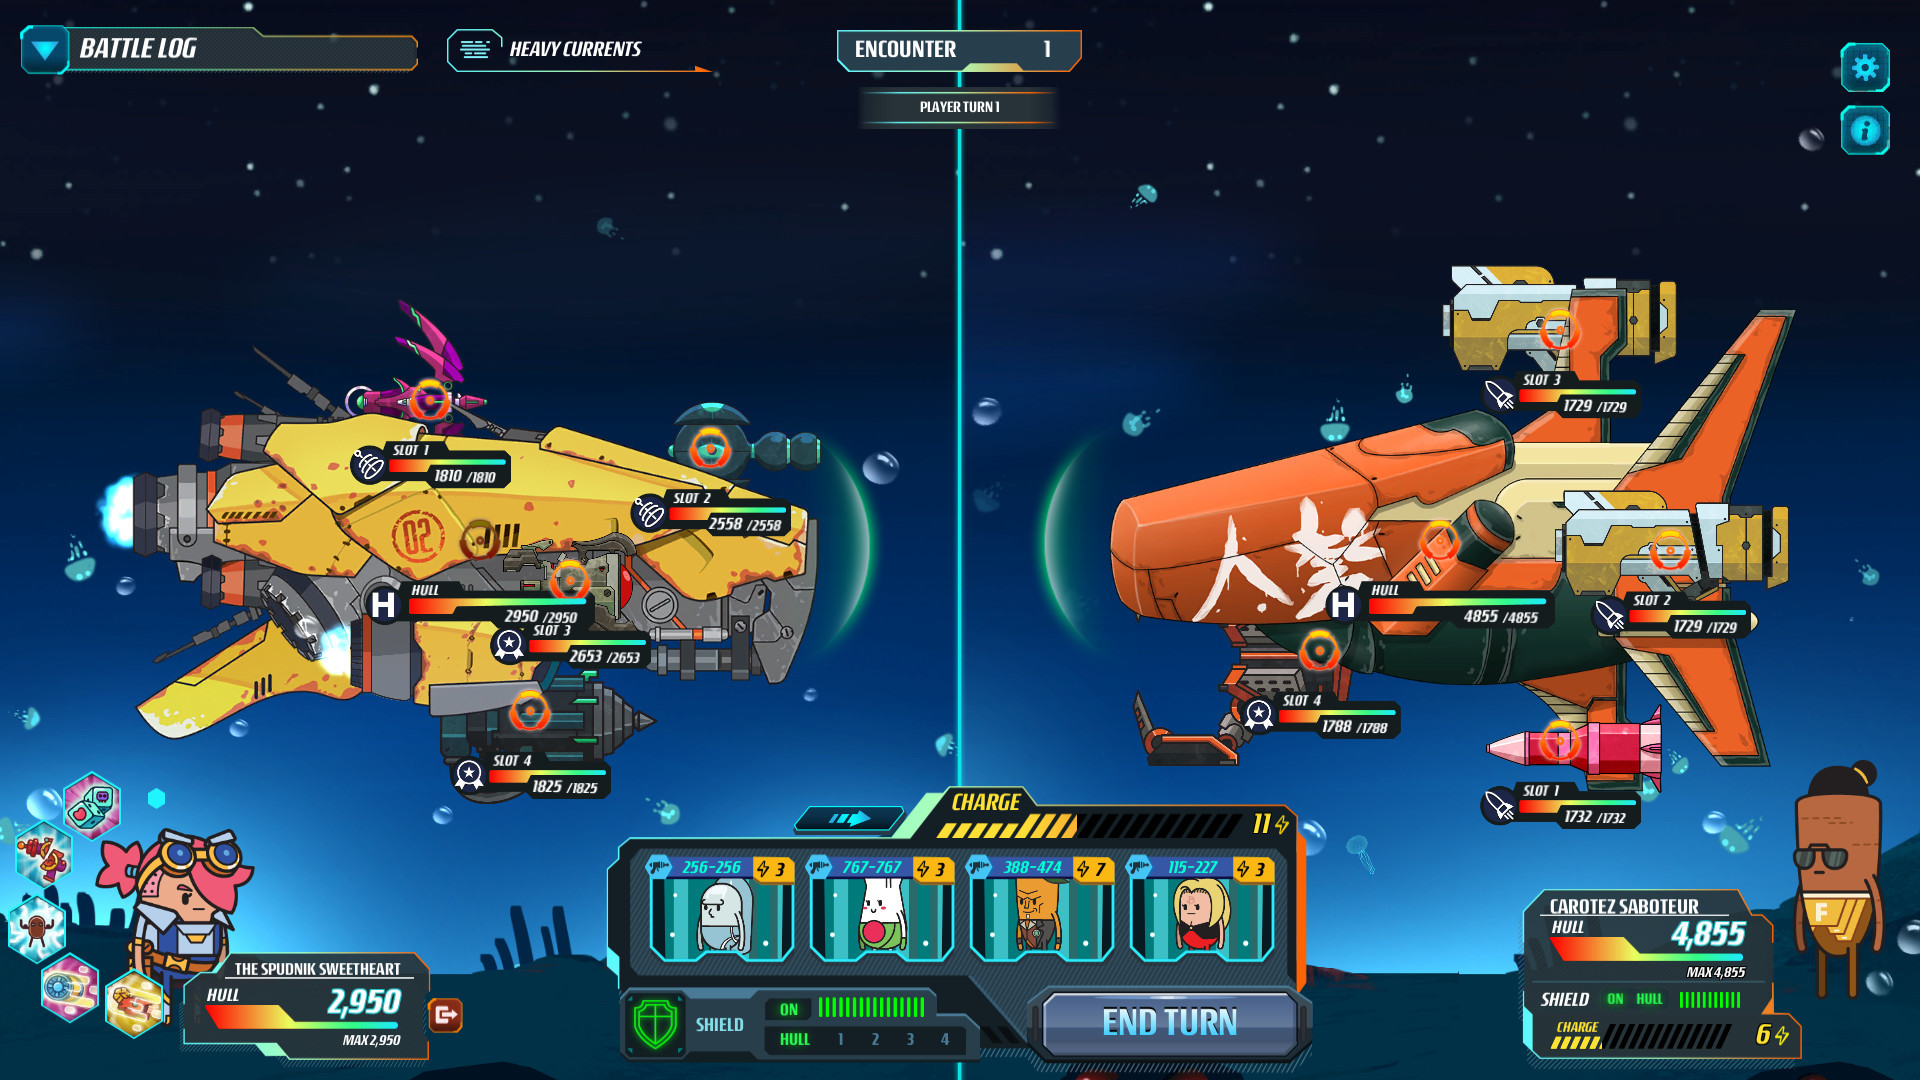 BATTLE LOG
HEAVY CURRENTS
ENCOUNTER 1
PLAYER TURN 1
SLOT 3
1729 /1729
SLOT 1
1810 /1810
SLOT 2
2558 /2558
02
HULL
2950 /2950
SLOT 3
2653 /2653
SLOT 4
1825 /1825
人
H
HULL
4855 /4855
H
SLOT 2
1729 /1729
SLOT 4
1788 /1788
SLOT 1
1732 /1732
CHARGE
11
256-256 3
767-767 3
388-474 7
115-227 3
THE SPUDNIK SWEETHEART
HULL
2,950
MAX 2,950
SHIELD
ON
HULL 1 2 3 4
END TURN
F
CAROTEZ SABOTEUR
HULL
4,855
MAX 4,855
SHIELD ON HULL
CHARGE
6